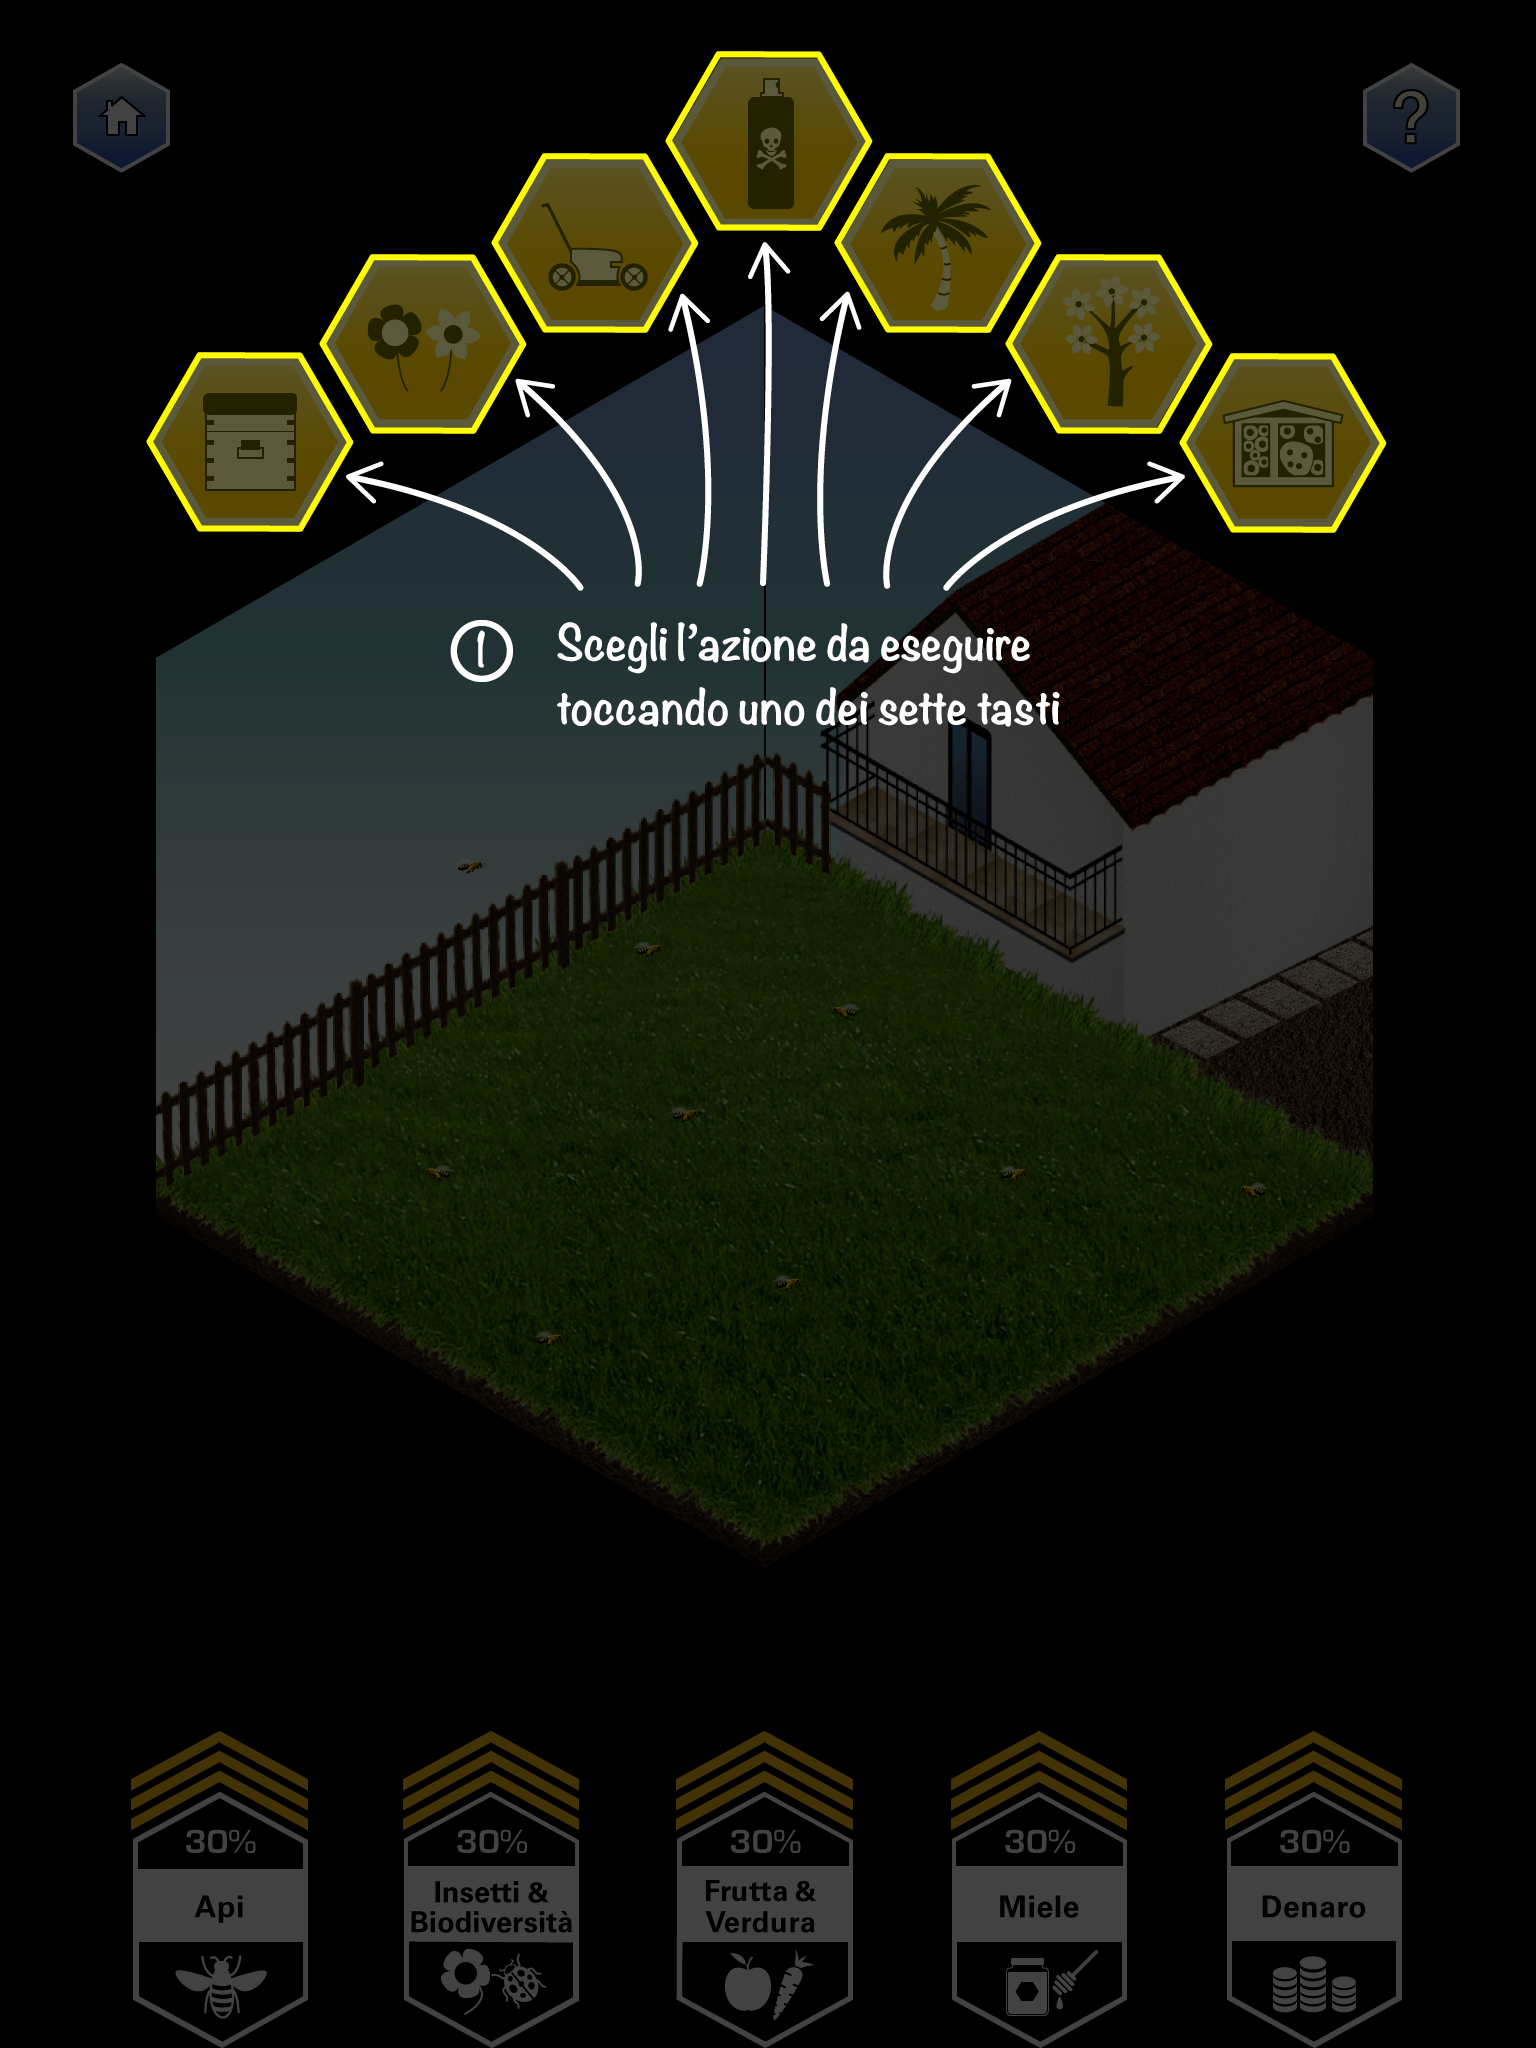 ?
1 Scegli l'azione da eseguire
toccando uno dei sette tasti
30% 30% 30% 30% 30%
Api
Insetti &
Biodiversità
Frutta &
Verdura
Miele
Denaro